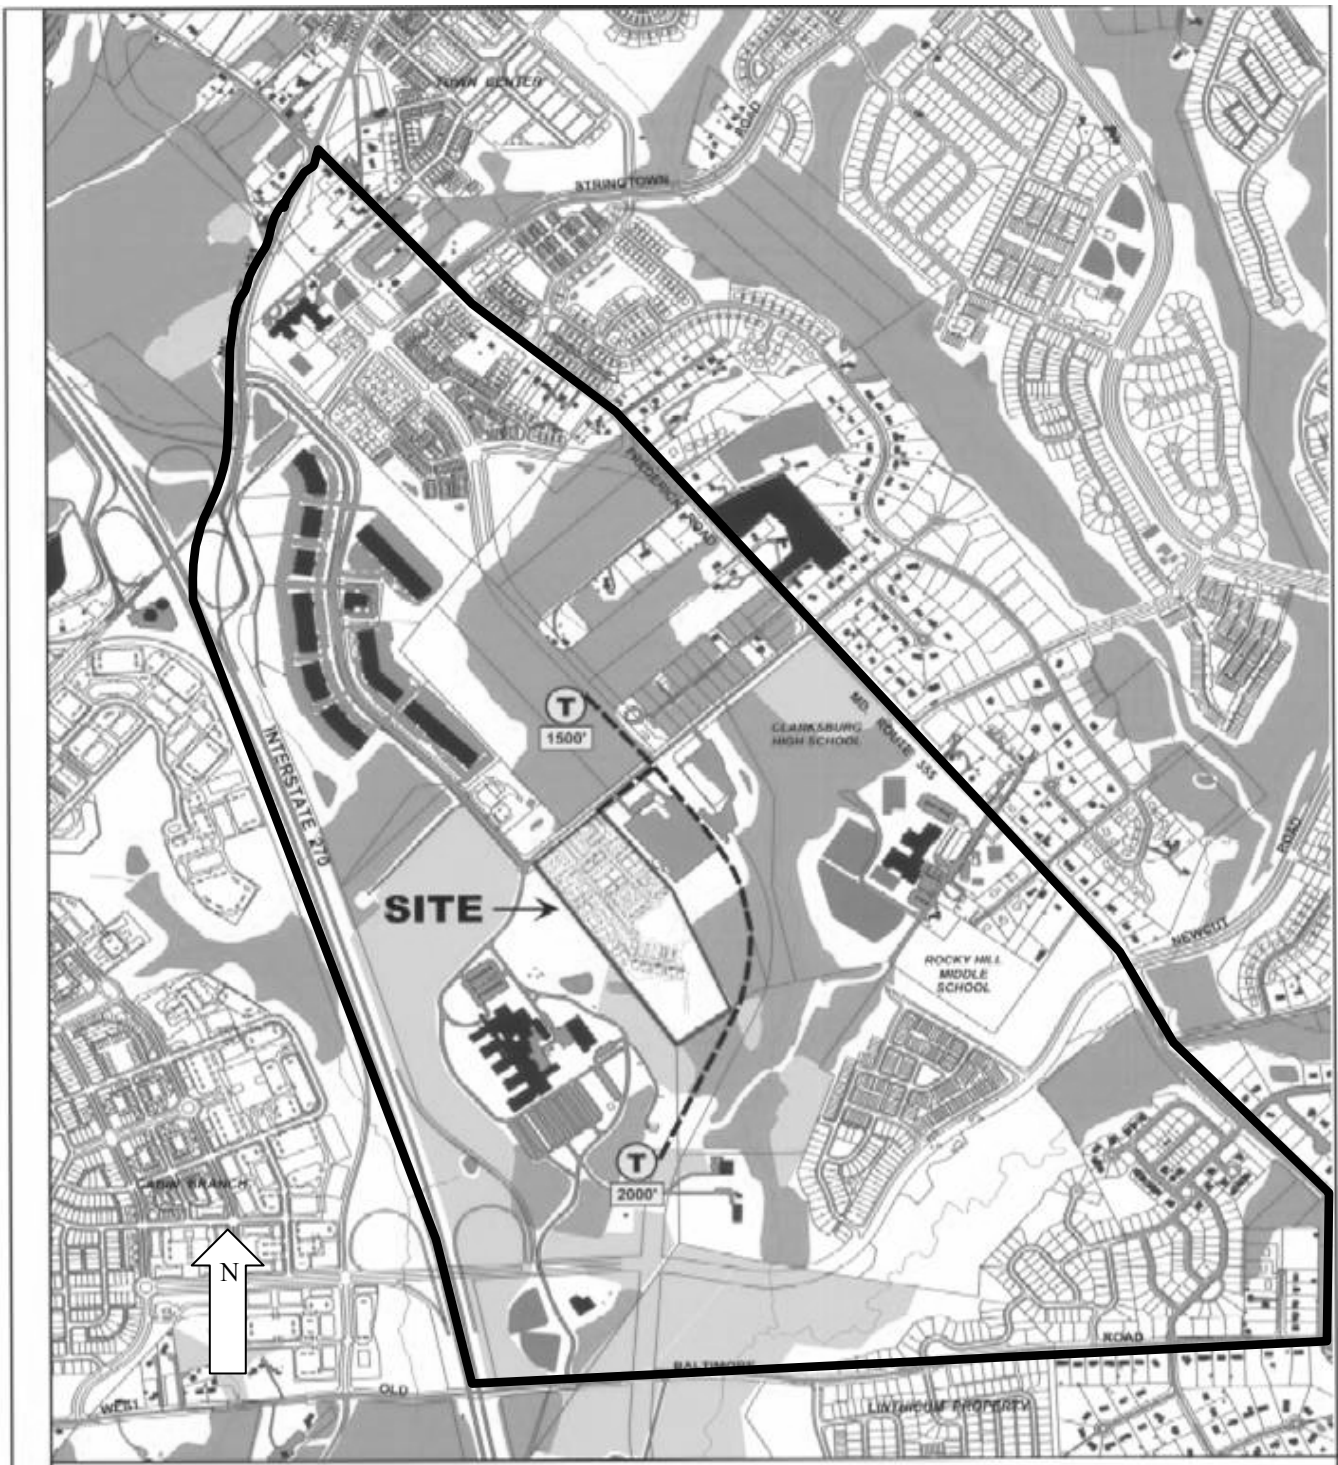 TOWN CENTER
ROAD
STRINGTOWN
FREDERICK ROAD
T
1500'
INTERSTATE 270
MD. ROUTE 355
CLARKSBURG
HIGH SCHOOL
SITE
ROAD
NEWCUT
ROCKY HILL
MIDDLE
SCHOOL
T
2000'
CABIN BRANCH
N
ROAD
BALTIMORE
OLD
WEST
LINTHICUM PROPERTY